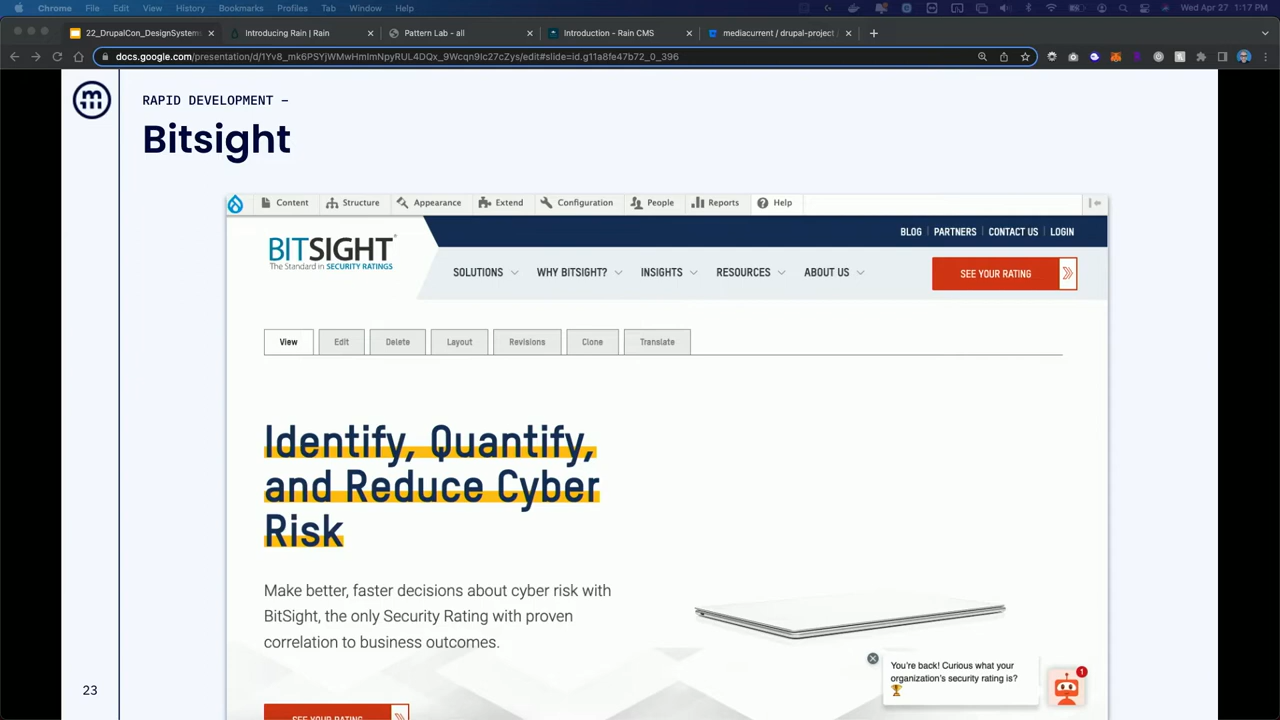 Chrome File Edit View History Bookmarks Profiles Tab Window Help
Wed Apr 27 1:17 PM
22_DrupalCon_DesignSystem
Introducing Rain | Rain
Pattern Lab - all
Introduction - Rain CMS
mediacurrent / drupal-project
docs.google.com/presentation/d/1Yv8_mk6PSYjWMwHmImNpyRUL4DQx_9Wcqn9Ic27cZys/edit#slide=id.g11a8fe47b72_0_396
RAPID DEVELOPMENT –
Bitsight
Content Structure Appearance Extend Configuration People Reports Help
BITSIGHT®
The Standard in SECURITY RATINGS
BLOG | PARTNERS | CONTACT US | LOGIN
SOLUTIONS WHY BITSIGHT? INSIGHTS RESOURCES ABOUT US
SEE YOUR RATING
View Edit Delete Layout Revisions Clone Translate
Identify, Quantify,
and Reduce Cyber
Risk
Make better, faster decisions about cyber risk with
BitSight, the only Security Rating with proven
correlation to business outcomes.
SEE YOUR RATING
You're back! Curious what your
organization's security rating is?
🏆
1
23